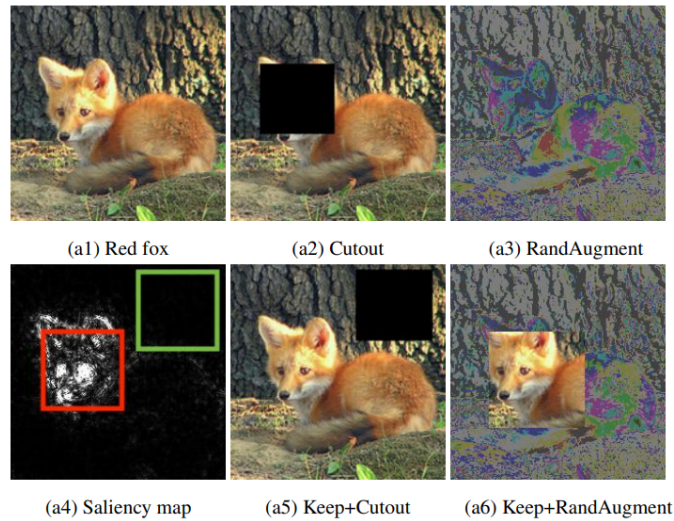 (a1) Red fox
(a2) Cutout
(a3) RandAugment
(a4) Saliency map
(a5) Keep+Cutout
(a6) Keep+RandAugment